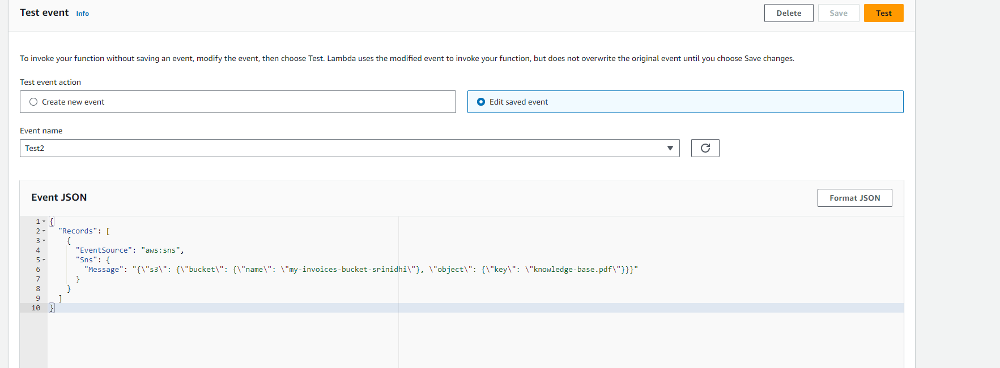 Test event Info Delete Save Test
To invoke your function without saving an event, modify the event, then choose Test. Lambda uses the modified event to invoke your function, but does not overwrite the original event until you choose Save changes.
Test event action
Create new event Edit saved event
Event name
Test2
Event JSON Format JSON
1 {
2 "Records": [
3 {
4 "EventSource": "aws:sns",
5 "Sns": {
6 "Message": "{\"s3\": {\"bucket\": {\"name\": \"my-invoices-bucket-srinidhi\"}, \"object\": {\"key\": \"knowledge-base.pdf\"}}}"
7 }
8 }
9 ]
10 }